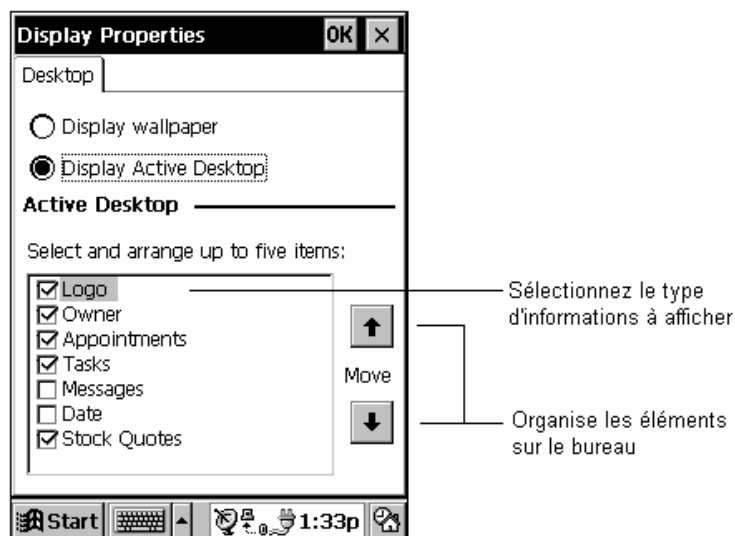 Display Properties OK ×
Desktop
Display wallpaper
Display Active Desktop
Active Desktop
Select and arrange up to five items:
Logo
Owner
Appointments
Tasks
Messages
Date
Stock Quotes
Move
Sélectionnez le type
d'informations à afficher
Organise les éléments
sur le bureau
Start 1:33p